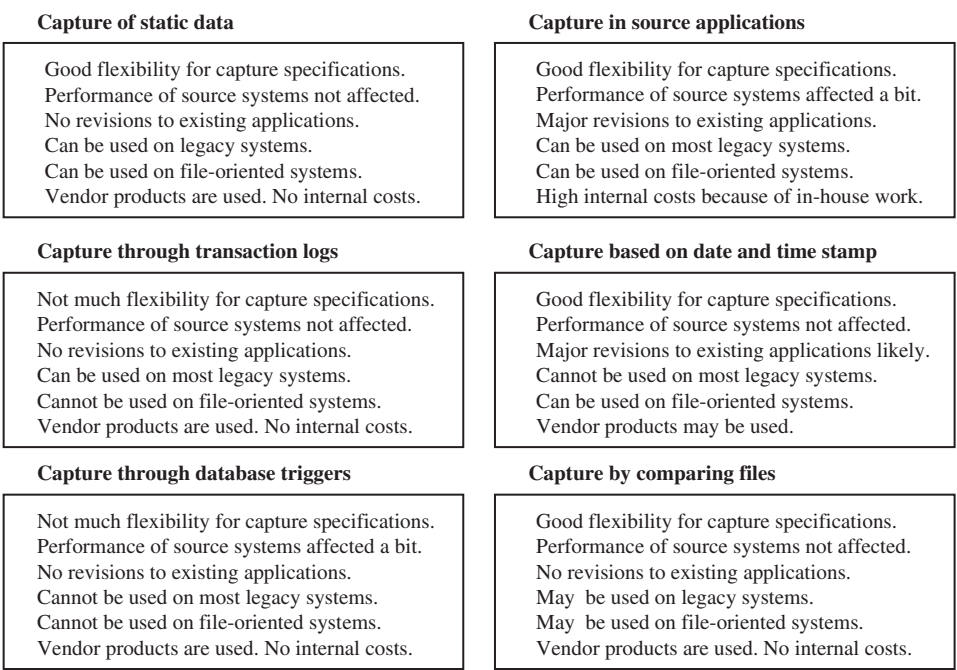 Capture of static data
Good flexibility for capture specifications.
Performance of source systems not affected.
No revisions to existing applications.
Can be used on legacy systems.
Can be used on file-oriented systems.
Vendor products are used. No internal costs.
Capture in source applications
Good flexibility for capture specifications.
Performance of source systems affected a bit.
Major revisions to existing applications.
Can be used on most legacy systems.
Can be used on file-oriented systems.
High internal costs because of in-house work.
Capture through transaction logs
Not much flexibility for capture specifications.
Performance of source systems not affected.
No revisions to existing applications.
Can be used on most legacy systems.
Cannot be used on file-oriented systems.
Vendor products are used. No internal costs.
Capture based on date and time stamp
Good flexibility for capture specifications.
Performance of source systems not affected.
Major revisions to existing applications likely.
Cannot be used on most legacy systems.
Can be used on file-oriented systems.
Vendor products may be used.
Capture through database triggers
Not much flexibility for capture specifications.
Performance of source systems affected a bit.
No revisions to existing applications.
Cannot be used on most legacy systems.
Cannot be used on file-oriented systems.
Vendor products are used. No internal costs.
Capture by comparing files
Good flexibility for capture specifications.
Performance of source systems not affected.
No revisions to existing applications.
May be used on legacy systems.
May be used on file-oriented systems.
Vendor products are used. No internal costs.